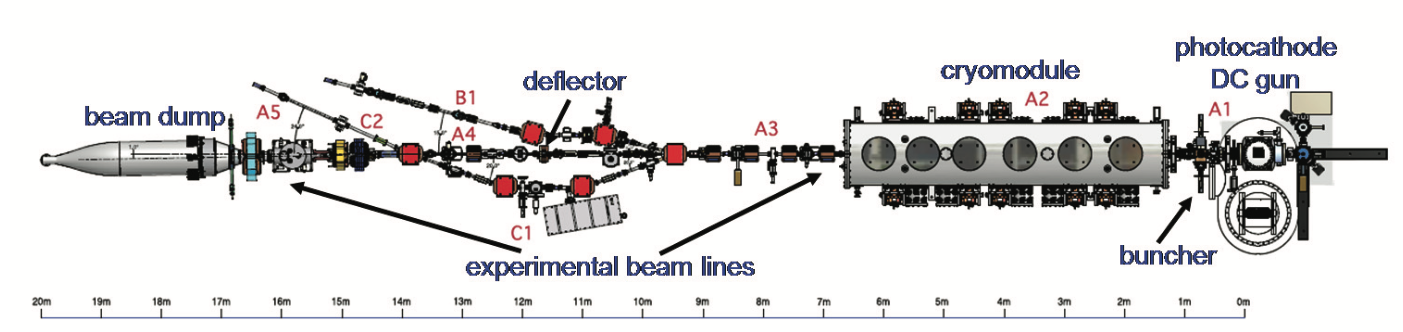 photocathode
DC gun
cryomodule
deflector
beam dump
A5
B1
C2
A4
A3
A2
A1
C1
experimental beam lines
buncher
20m 19m 18m 17m 16m 15m 14m 13m 12m 11m 10m 9m 8m 7m 6m 5m 4m 3m 2m 1m 0m